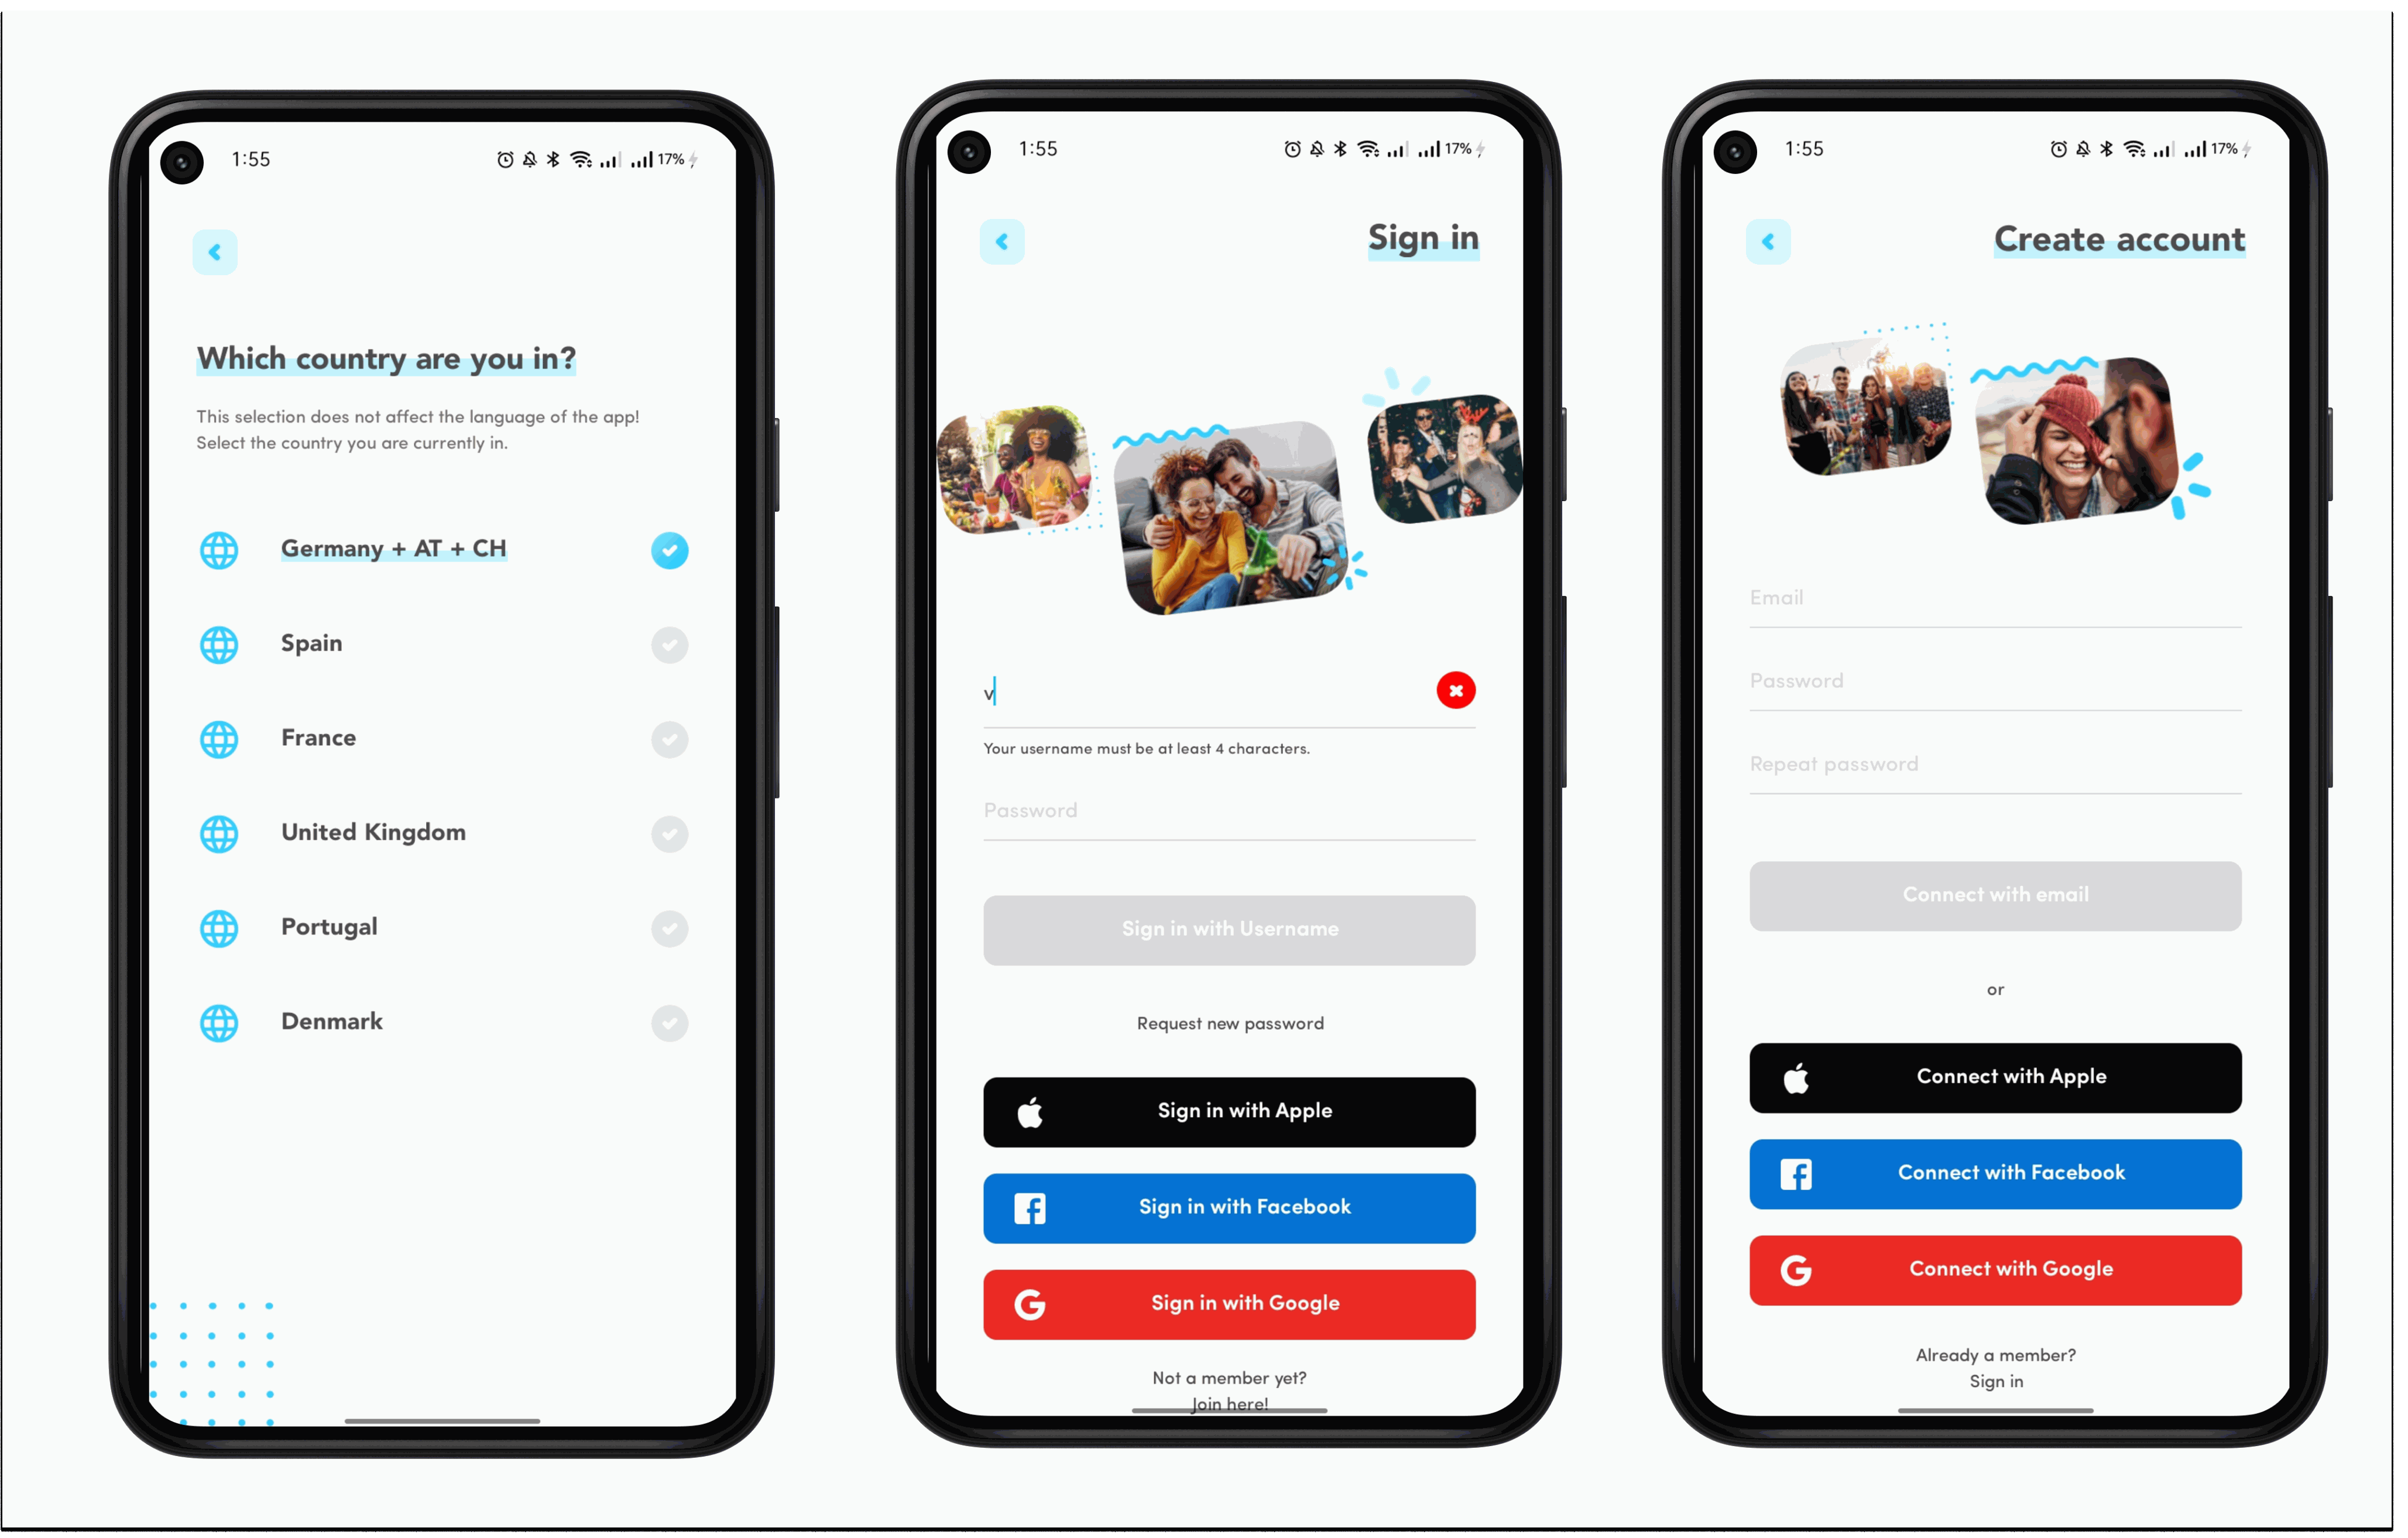 1:55
17%
Which country are you in?
This selection does not affect the language of the app!
Select the country you are currently in.
Germany + AT + CH
Spain
France
United Kingdom
Portugal
Denmark
1:55
17%
Sign in
v
Your username must be at least 4 characters.
Password
Sign in with Username
Request new password
Sign in with Apple
Sign in with Facebook
Sign in with Google
Not a member yet?
Join here!
1:55
17%
Create account
Email
Password
Repeat password
Connect with email
or
Connect with Apple
Connect with Facebook
Connect with Google
Already a member?
Sign in